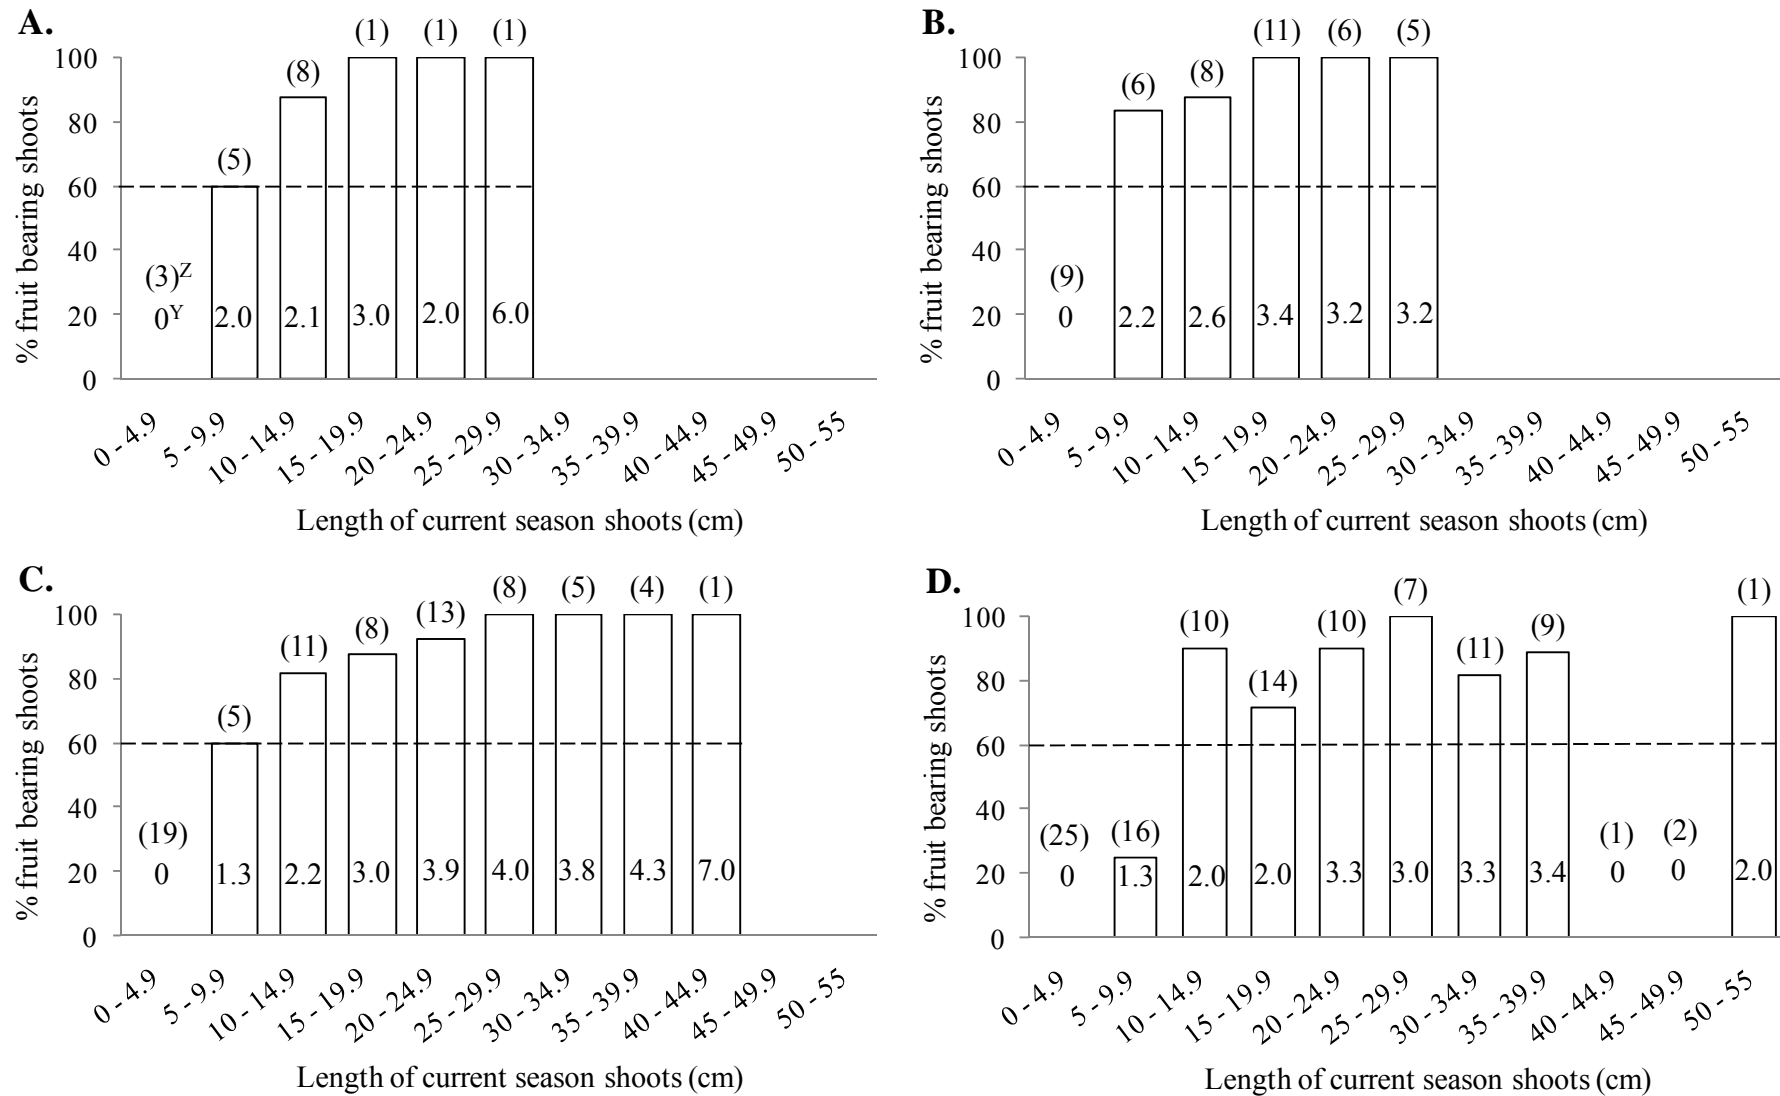 A.
% fruit bearing shoots
100
80
60
40
20
0
(3)ᶻ
0ʸ
(5)
2.0
(8)
2.1
(1)
3.0
(1)
2.0
(1)
6.0
0 - 4.9
5 - 9.9
10 - 14.9
15 - 19.9
20 - 24.9
25 - 29.9
30 - 34.9
35 - 39.9
40 - 44.9
45 - 49.9
50 - 55
Length of current season shoots (cm)
B.
% fruit bearing shoots
100
80
60
40
20
0
(9)
0
(6)
2.2
(8)
2.6
(11)
3.4
(6)
3.2
(5)
3.2
0 - 4.9
5 - 9.9
10 - 14.9
15 - 19.9
20 - 24.9
25 - 29.9
30 - 34.9
35 - 39.9
40 - 44.9
45 - 49.9
50 - 55
Length of current season shoots (cm)
C.
% fruit bearing shoots
100
80
60
40
20
0
(19)
0
(5)
1.3
(11)
2.2
(8)
3.0
(13)
3.9
(8)
4.0
(5)
3.8
(4)
4.3
(1)
7.0
0 - 4.9
5 - 9.9
10 - 14.9
15 - 19.9
20 - 24.9
25 - 29.9
30 - 34.9
35 - 39.9
40 - 44.9
45 - 49.9
50 - 55
Length of current season shoots (cm)
D.
% fruit bearing shoots
100
80
60
40
20
0
(25)
0
(16)
1.3
(10)
2.0
(14)
2.0
(10)
3.3
(7)
3.0
(11)
3.3
(9)
3.4
(1)
0
(2)
0
(1)
2.0
0 - 4.9
5 - 9.9
10 - 14.9
15 - 19.9
20 - 24.9
25 - 29.9
30 - 34.9
35 - 39.9
40 - 44.9
45 - 49.9
50 - 55
Length of current season shoots (cm)